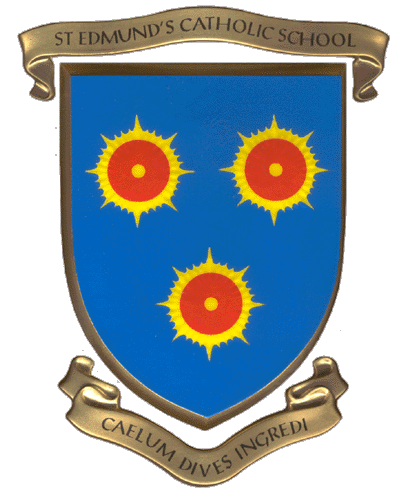 ST EDMUND'S CATHOLIC SCHOOL
CAELUM DIVES INGREDI